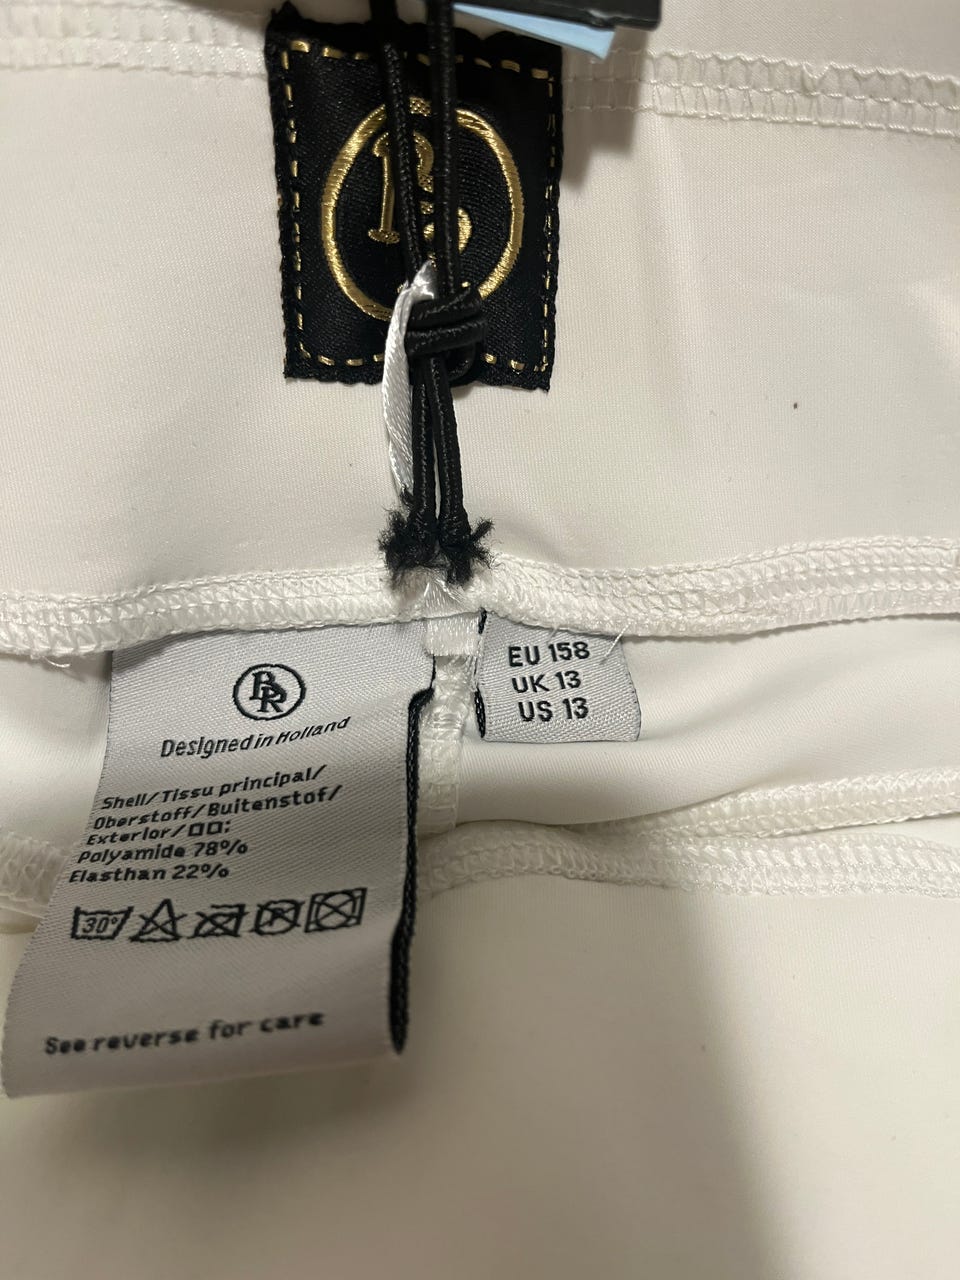 BR
Designed in Holland
Shell/Tissu principal/
Oberstoff/Buitenstof/
Exterior/□□:
Polyamide 78%
Elasthan 22%
30°
See reverse for care
EU 158
UK 13
US 13